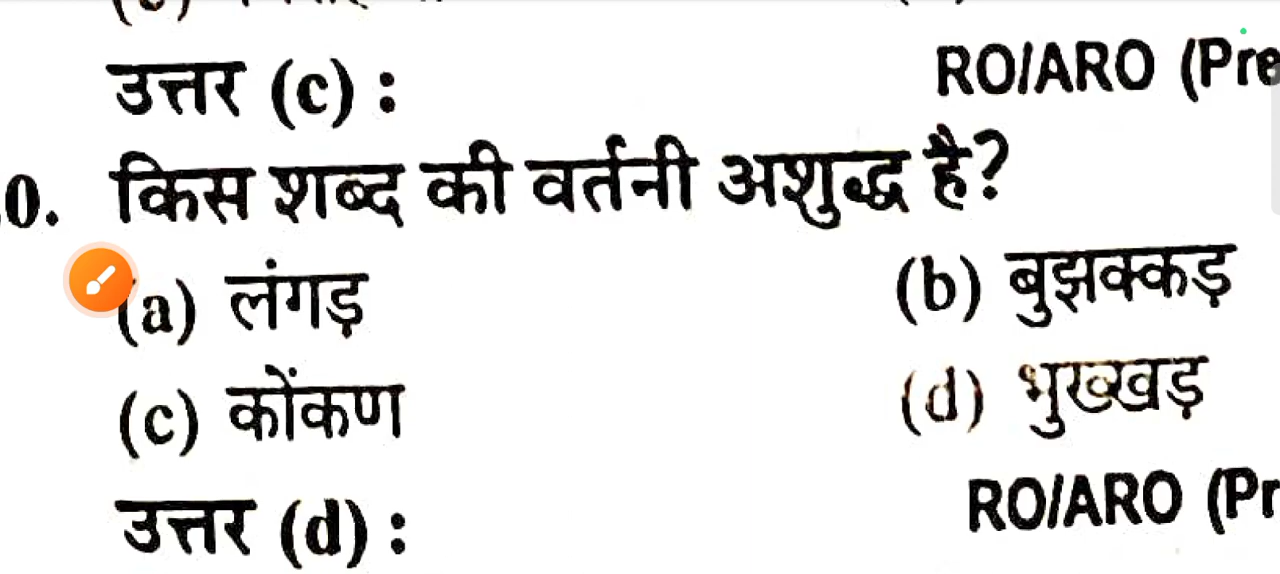 उत्तर (c) : RO/ARO (Pre
0. किस शब्द की वर्तनी अशुद्ध है?
(a) लंगड़ (b) बुझक्कड़
(c) कोंकण (d) भुख्खड़
उत्तर (d) : RO/ARO (Pr